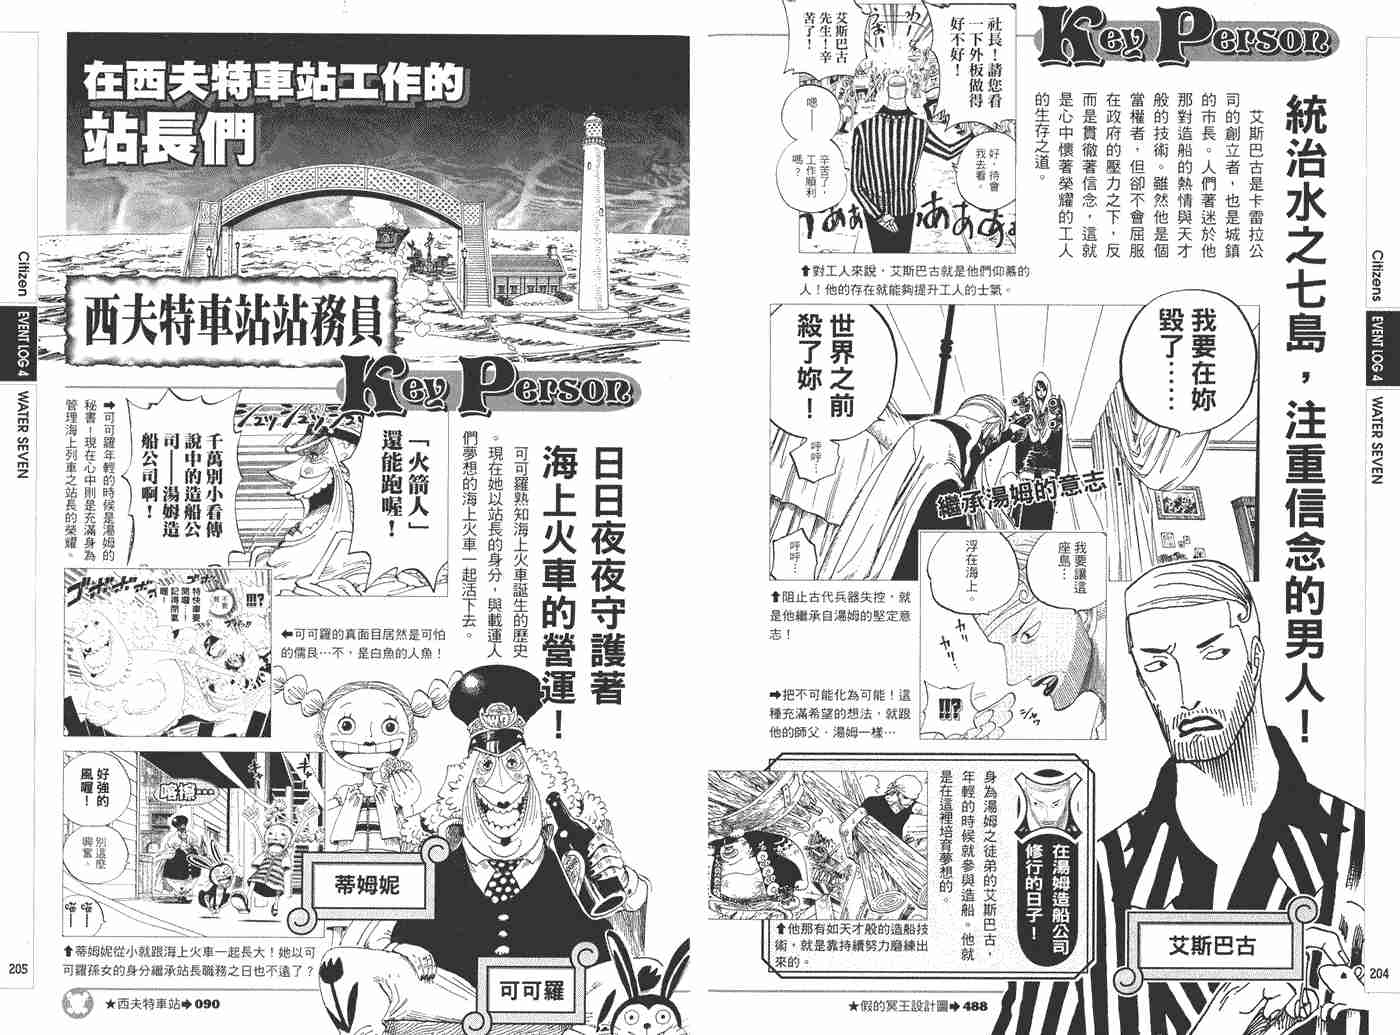 Key Person
統治水之七島，注重信念的男人！
艾斯巴古是卡雷拉公
司的創立者，也是城鎮
的市長。人們著迷於他
那對造船的熱情與天才
般的技術。雖然他是個
當權者，但卻不會屈服
在政府的壓力之下，反
而是貫徹著信念，這就
是心中懷著榮耀的工人
的生存之道。
社長！請您看
一下外板做得
好不好！
艾斯巴古
先生！辛
苦了！
嗯——
好，待會
我去看。
辛苦了，
工作順利
嗎？
⬆對工人來說，艾斯巴古就是他們仰慕的
人！他的存在就能夠提升工人的士氣。
我要在妳
毀了……
世界之前
殺了妳！
呼呼…
呼呼…
繼承湯姆的意志！
我要讓這
座島…
浮在海上。
!!!?
⬆阻止古代兵器失控，就
是他繼承自湯姆的堅定意
志！
➡把不可能化為可能！這
種充滿希望的想法，就跟
他的師父，湯姆一樣…
在湯姆造船公司
修行的日子！
身為湯姆之徒弟的艾斯巴古，
年輕的時候就參與造船。他就
是在這裡培育夢想的。
⬆他那有如天才般的造船技
術，就是靠持續努力磨練出
來的。
艾斯巴古
★假的冥王設計圖➡488
Citizens
EVENT LOG 4
WATER SEVEN
204
在西夫特車站工作的
站長們
西夫特車站站務員
Key Person
日日夜夜守護著
海上火車的營運！
可可羅熟知海上火車誕生的歷史
。現在她以站長的身分，與載運人
們夢想的海上火車一起活下去。
「火箭人」
還能跑喔！
千萬別小看傳
說中的造船公
司——湯姆造
船公司啊！
➡可可羅年輕的時候是湯姆的
秘書！現在心中則是充滿身為
管理海上列車之站長的榮耀。
!!!?
特快車要
開囉！
記得閉氣
喔！
⬅可可羅的真面目居然是可怕
的儒艮…不，是白魚的人魚！
好強的
風喔！
別這麼
興奮。
喀擦…
⬆蒂姆妮從小就跟海上火車一起長大！她以可
可羅孫女的身分繼承站長職務之日也不遠了？
蒂姆妮
可可羅
★西夫特車站➡090
Citizen
EVENT LOG 4
WATER SEVEN
205